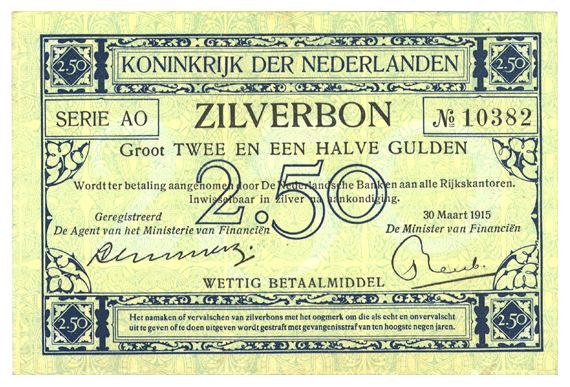 2.50 KONINKRIJK DER NEDERLANDEN 2.50
SERIE AO ZILVERBON № 10382
Groot TWEE EN EEN HALVE GULDEN
Wordt ter betaling aangenomen door De Nederlandsche Bank en aan alle Rijkskantoren.
Inwisselbaar in zilver na aankondiging.
2.50
Geregistreerd 30 Maart 1915
De Agent van het Ministerie van Financiën De Minister van Financiën
WETTIG BETAALMIDDEL
2.50 Het namaken of vervalschen van zilverbons met het oogmerk om die als echt en onvervalscht 2.50
uit te geven of te doen uitgeven wordt gestraft met gevangenisstraf van ten hoogste negen jaren.